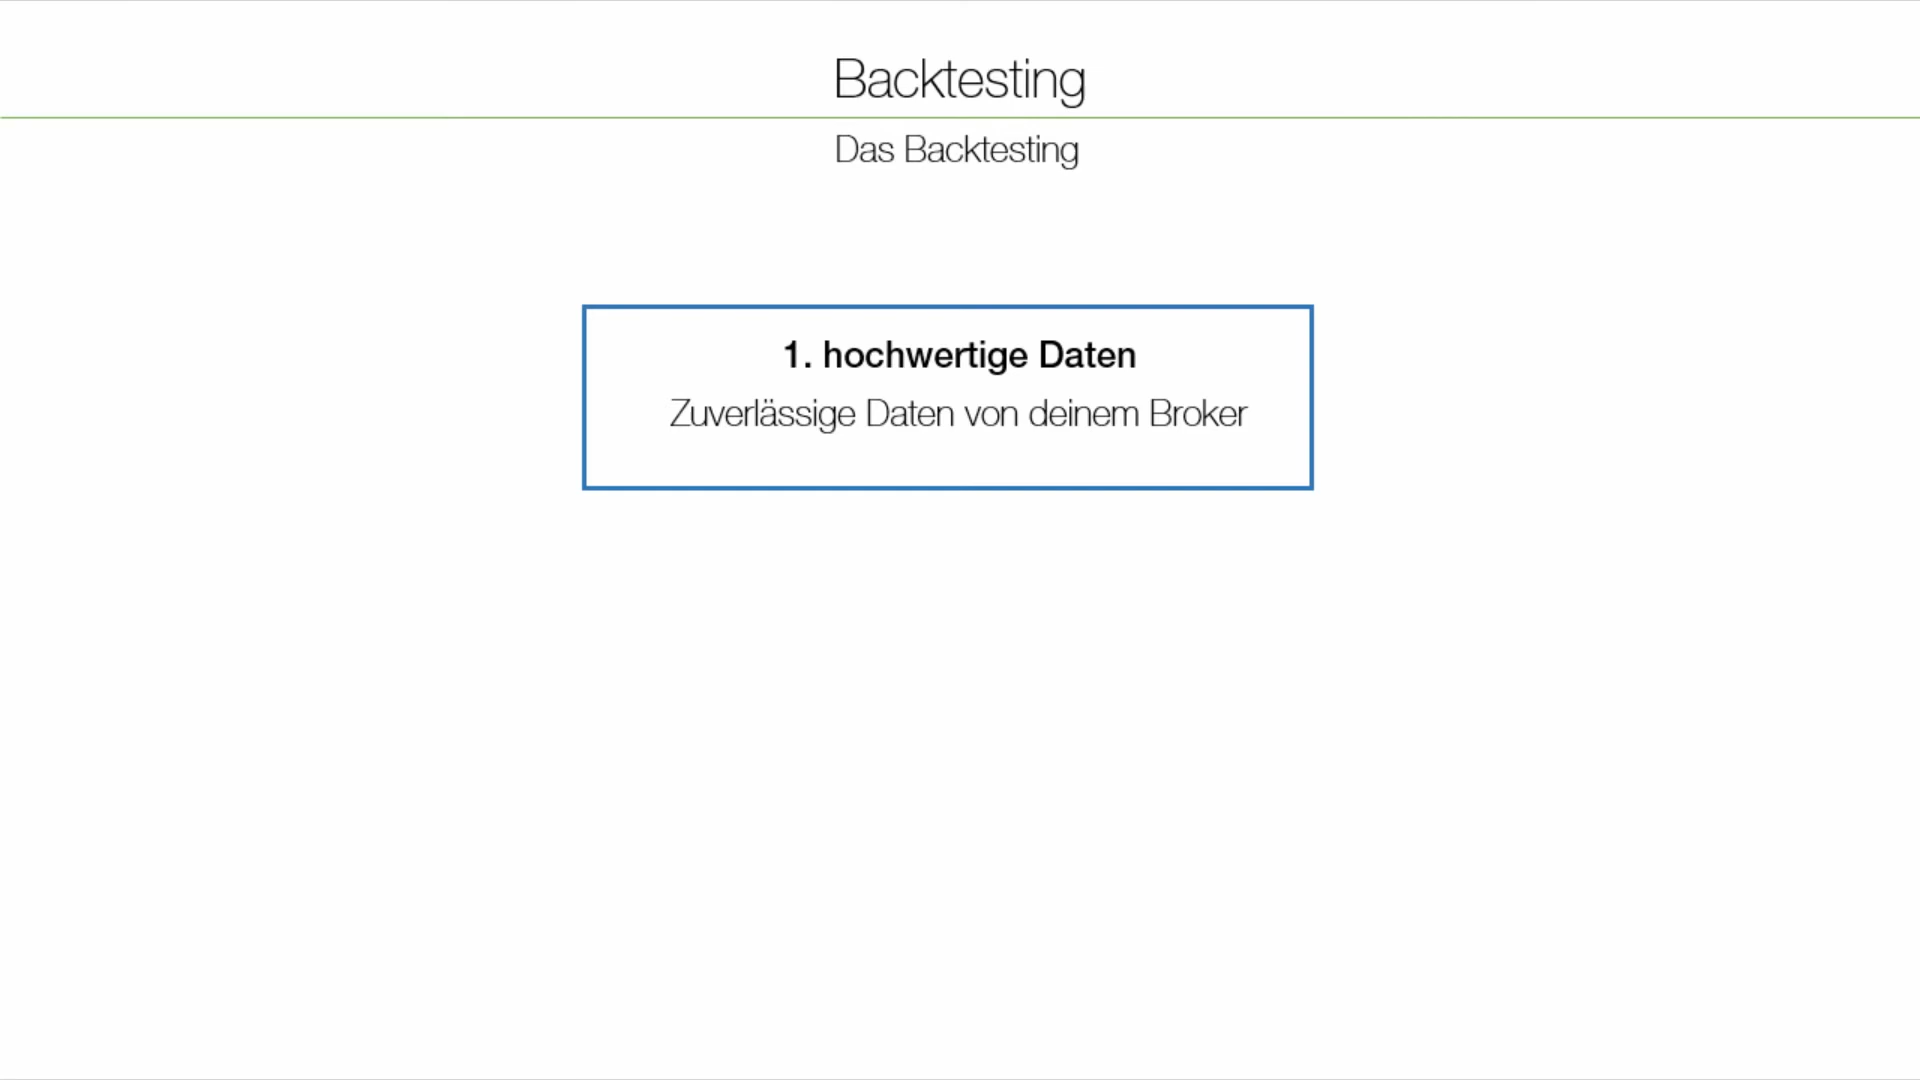 Backtesting
Das Backtesting
1. hochwertige Daten
Zuverlässige Daten von deinem Broker